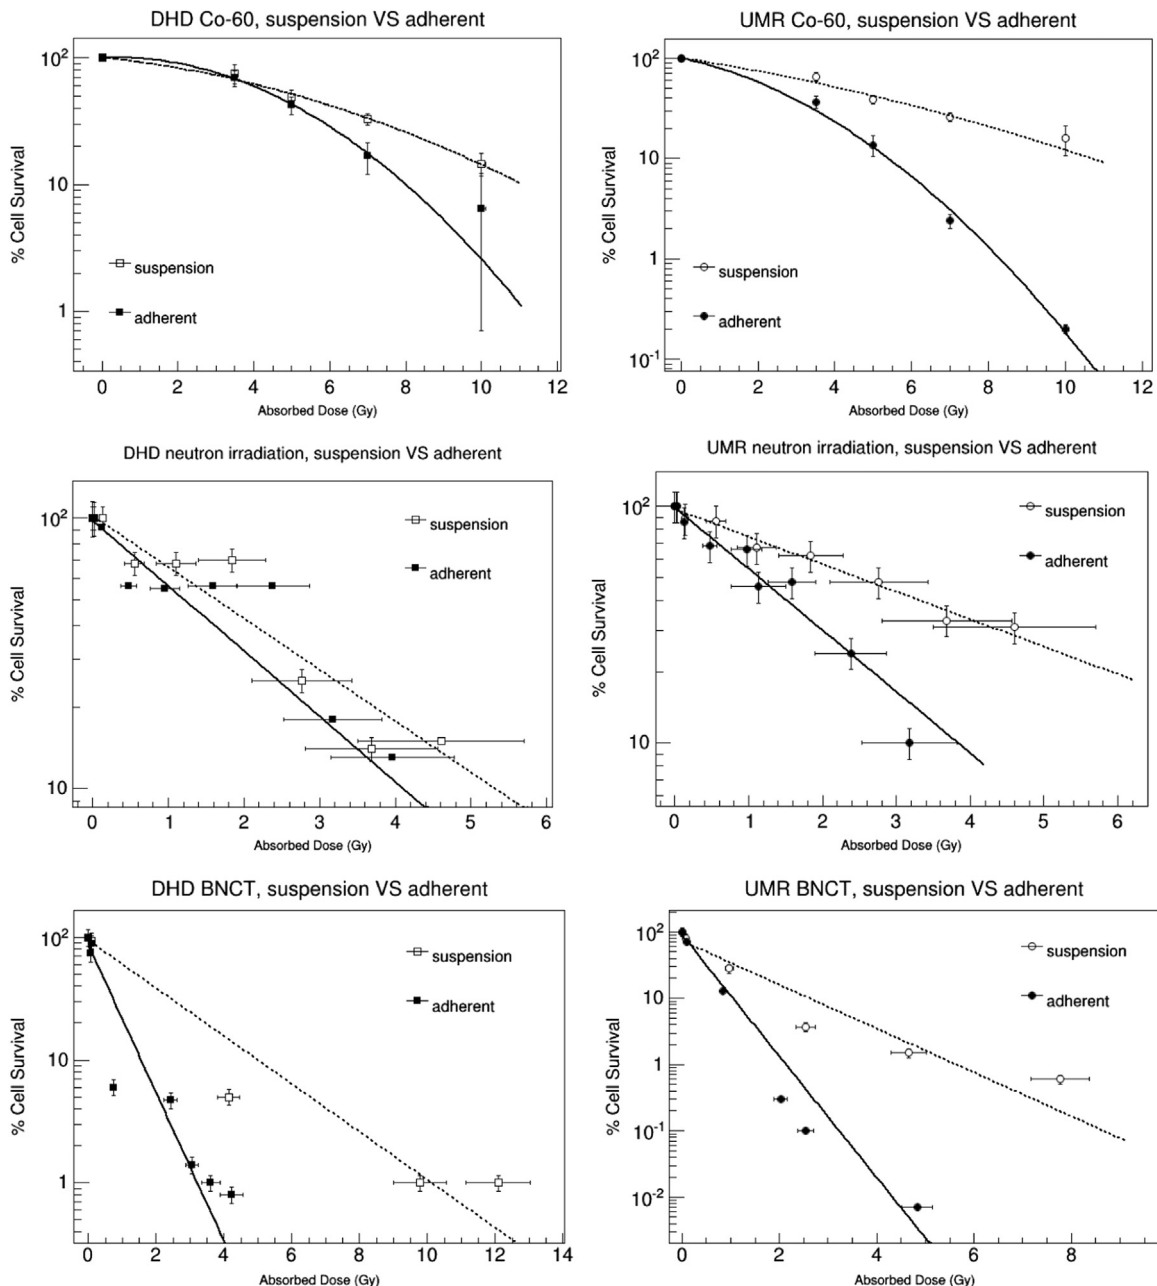 DHD Co-60, suspension VS adherent
% Cell Survival
10²
10
1
suspension
adherent
0 2 4 6 8 10 12
Absorbed Dose (Gy)
UMR Co-60, suspension VS adherent
% Cell Survival
10²
10
1
10⁻¹
suspension
adherent
0 2 4 6 8 10 12
Absorbed Dose (Gy)
DHD neutron irradiation, suspension VS adherent
% Cell Survival
10²
10
suspension
adherent
0 1 2 3 4 5 6
Absorbed Dose (Gy)
UMR neutron irradiation, suspension VS adherent
% Cell Survival
10²
10
suspension
adherent
0 1 2 3 4 5 6
Absorbed Dose (Gy)
DHD BNCT, suspension VS adherent
% Cell Survival
10²
10
1
suspension
adherent
0 2 4 6 8 10 12 14
Absorbed Dose (Gy)
UMR BNCT, suspension VS adherent
% Cell Survival
10²
10
1
10⁻¹
10⁻²
suspension
adherent
0 2 4 6 8
Absorbed Dose (Gy)